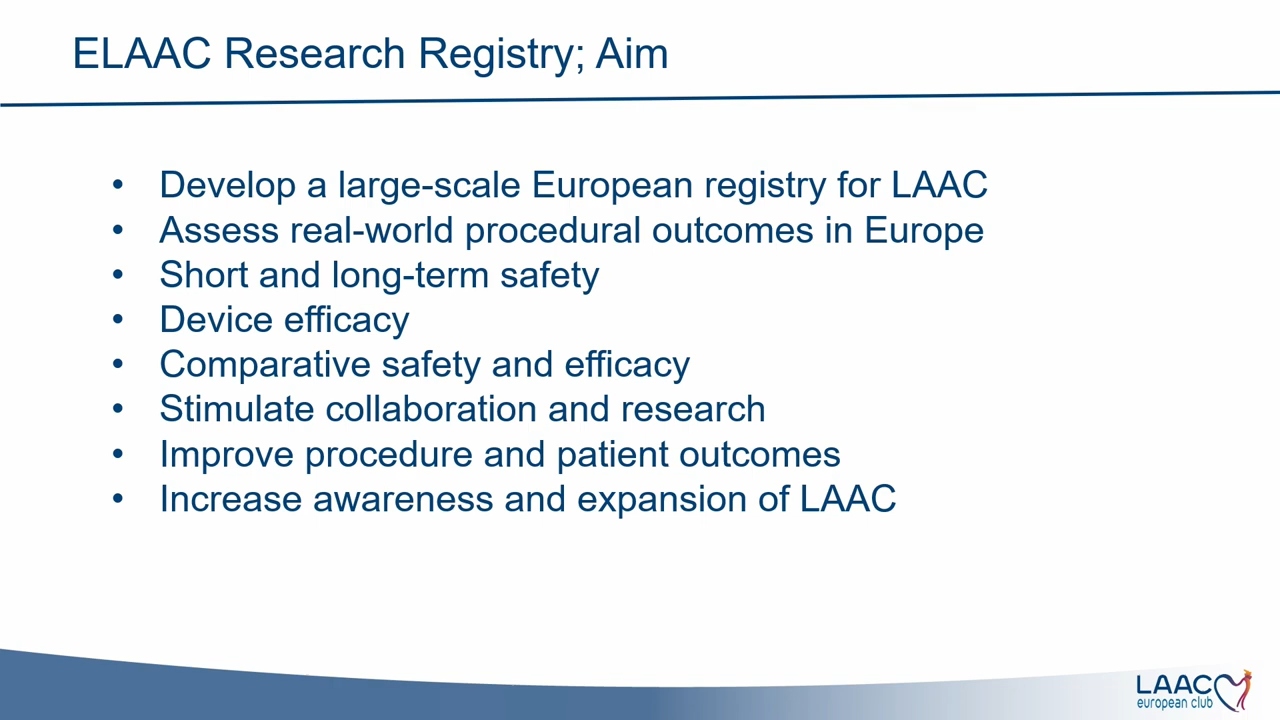 ELAAC Research Registry; Aim
• Develop a large-scale European registry for LAAC
• Assess real-world procedural outcomes in Europe
• Short and long-term safety
• Device efficacy
• Comparative safety and efficacy
• Stimulate collaboration and research
• Improve procedure and patient outcomes
• Increase awareness and expansion of LAAC
LAAC
european club